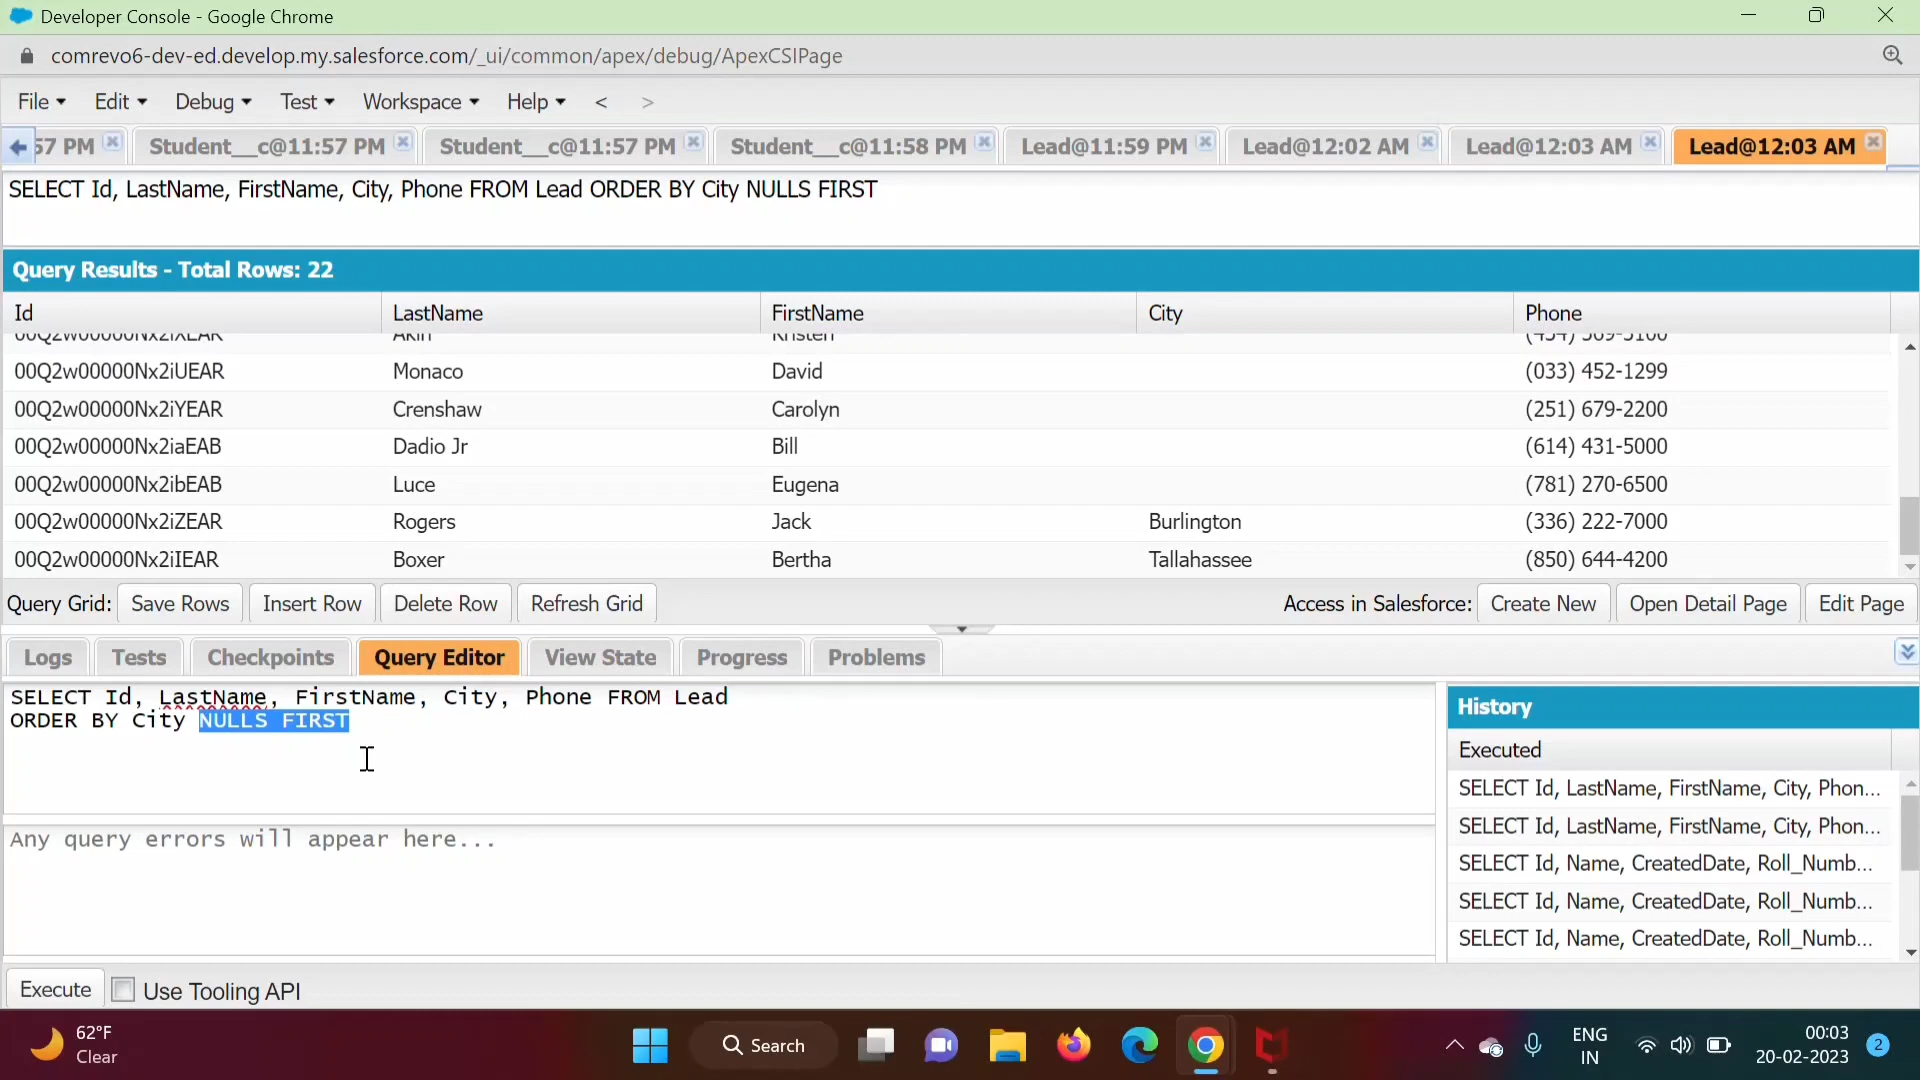 Developer Console - Google Chrome
comrevo6-dev-ed.develop.my.salesforce.com/_ui/common/apex/debug/ApexCSIPage
File Edit Debug Test Workspace Help < >
57 PM Student__c@11:57 PM Student__c@11:57 PM Student__c@11:58 PM Lead@11:59 PM Lead@12:02 AM Lead@12:03 AM Lead@12:03 AM
SELECT Id, LastName, FirstName, City, Phone FROM Lead ORDER BY City NULLS FIRST
Query Results - Total Rows: 22
Id LastName FirstName City Phone
00Q2w00000Nx2iXEAR Akin Kristen (434) 369-3100
00Q2w00000Nx2iUEAR Monaco David (033) 452-1299
00Q2w00000Nx2iYEAR Crenshaw Carolyn (251) 679-2200
00Q2w00000Nx2iaEAB Dadio Jr Bill (614) 431-5000
00Q2w00000Nx2ibEAB Luce Eugena (781) 270-6500
00Q2w00000Nx2iZEAR Rogers Jack Burlington (336) 222-7000
00Q2w00000Nx2iIEAR Boxer Bertha Tallahassee (850) 644-4200
Query Grid: Save Rows Insert Row Delete Row Refresh Grid Access in Salesforce: Create New Open Detail Page Edit Page
Logs Tests Checkpoints Query Editor View State Progress Problems
SELECT Id, LastName, FirstName, City, Phone FROM Lead
ORDER BY City NULLS FIRST
Any query errors will appear here...
History
Executed
SELECT Id, LastName, FirstName, City, Phon...
SELECT Id, LastName, FirstName, City, Phon...
SELECT Id, Name, CreatedDate, Roll_Numb...
SELECT Id, Name, CreatedDate, Roll_Numb...
SELECT Id, Name, CreatedDate, Roll_Numb...
Execute Use Tooling API
62°F
Clear
Search
ENG
IN
00:03
20-02-2023
2